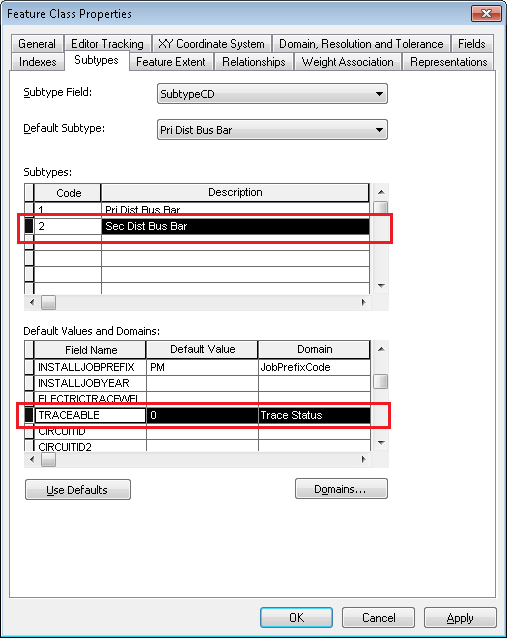 Feature Class Properties
General Editor Tracking XY Coordinate System Domain, Resolution and Tolerance Fields
Indexes Subtypes Feature Extent Relationships Weight Association Representations
Subtype Field: SubtypeCD
Default Subtype: Pri Dist Bus Bar
Subtypes:
Code Description
1 Pri Dist Bus Bar
2 Sec Dist Bus Bar
Default Values and Domains:
Field Name Default Value Domain
INSTALLJOBPREFIX PM JobPrefixCode
INSTALLJOBYEAR
ELECTRICTRACEWEI
TRACEABLE 0 Trace Status
CIRCUITID
CIRCUITID2
Use Defaults Domains...
OK Cancel Apply